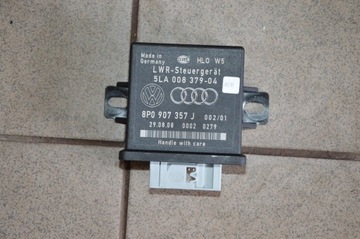 Made in
Germany
HLO W5
LWR-Steuergerät
5LA 008 379-04
8P0 907 357 J 002/01
29.08.08 0002 0279
Handle with care